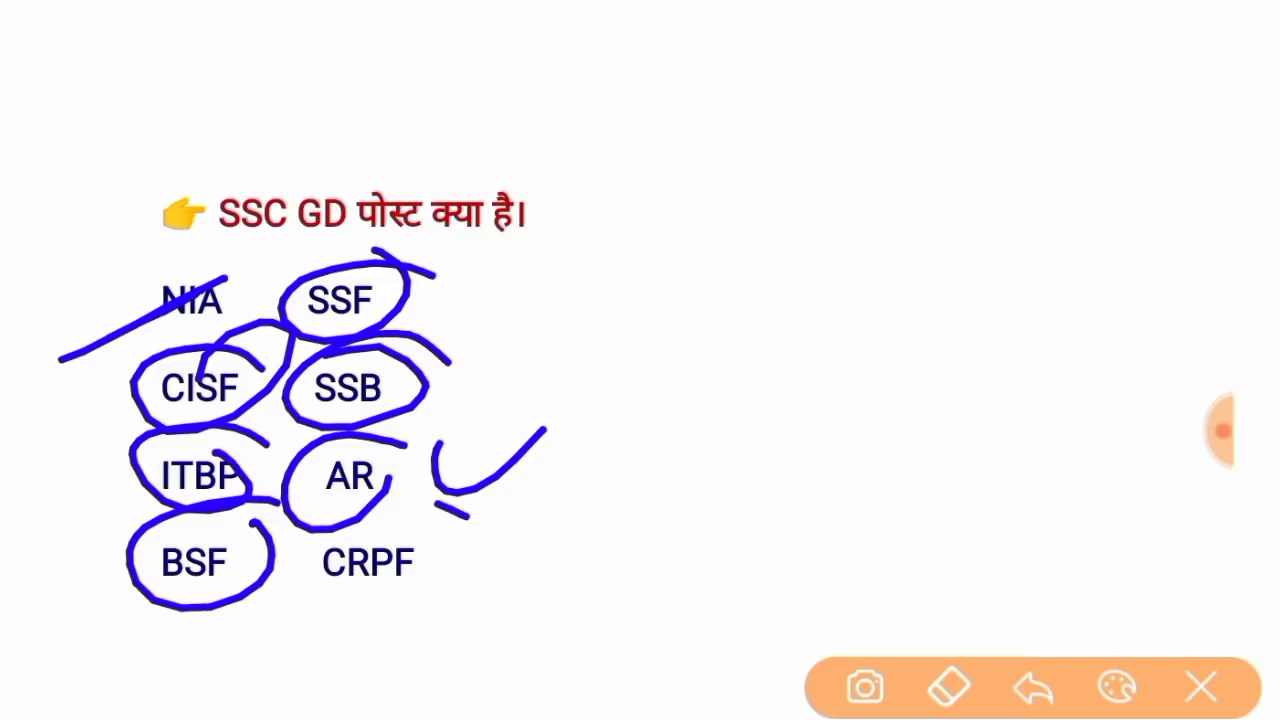 👉 SSC GD पोस्ट क्या है।
NIA SSF
CISF SSB
ITBP AR
BSF CRPF